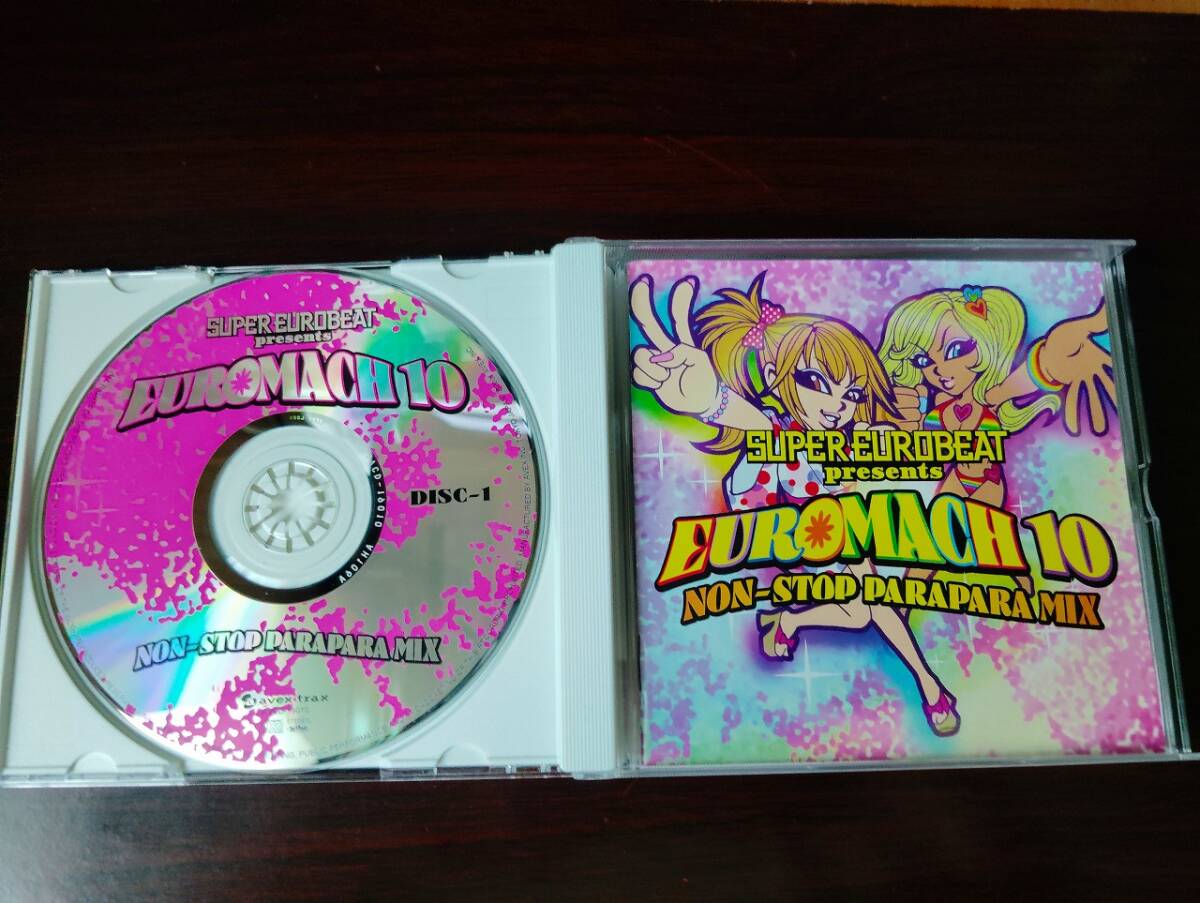 SUPER EUROBEAT
presents
EUROMACH 10
DISC-1
NON-STOP PARAPARA MIX
avex trax
SUPER EUROBEAT
presents
EUROMACH 10
NON-STOP PARAPARA MIX